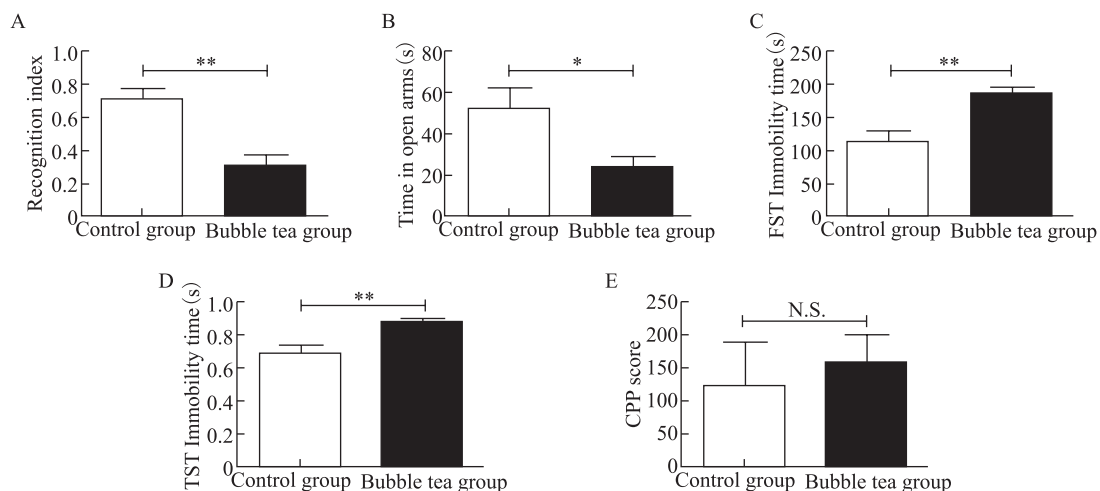 A
Recognition index
1.0
0.8
0.6
0.4
0.2
0
**
Control group
Bubble tea group
B
Time in open arms(s)
80
60
40
20
0
*
Control group
Bubble tea group
C
FST Immobility time(s)
250
200
150
100
50
0
**
Control group
Bubble tea group
D
TST Immobility time(s)
1.0
0.8
0.6
0.4
0.2
0
**
Control group
Bubble tea group
E
CPP score
250
200
150
100
50
0
N.S.
Control group
Bubble tea group